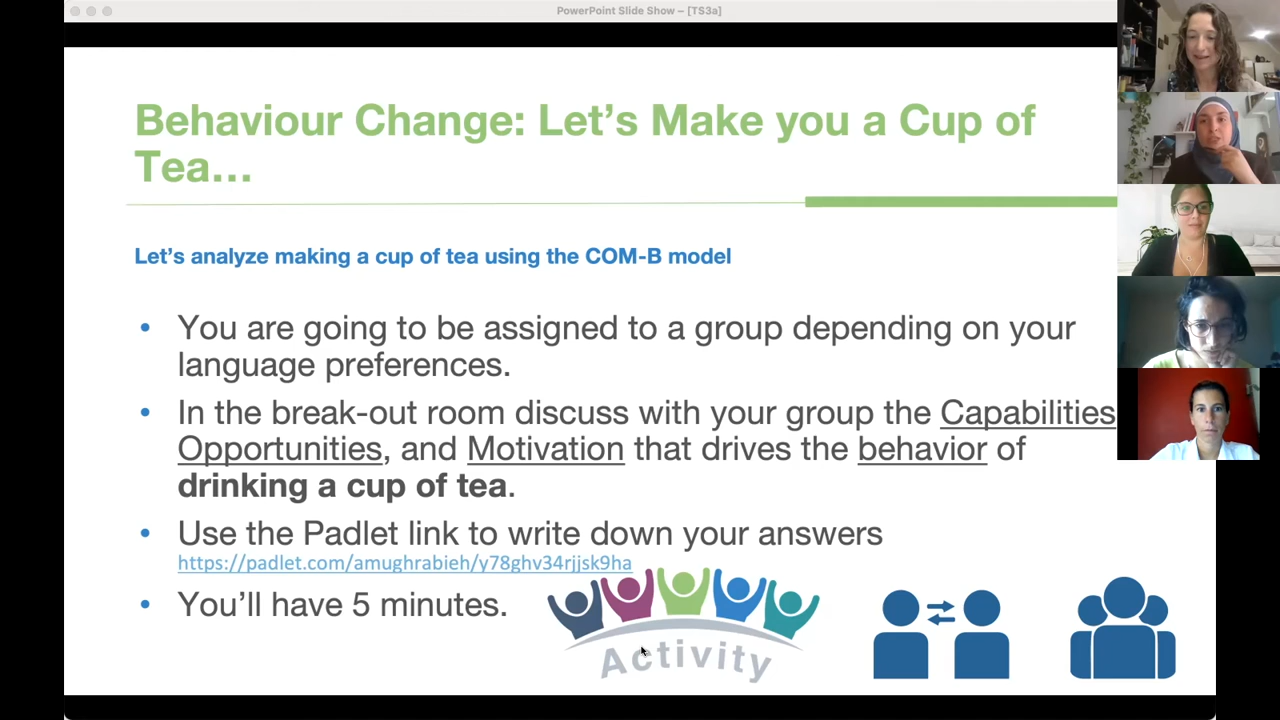 PowerPoint Slide Show – [TS3a]
Behaviour Change: Let’s Make you a Cup of
Tea...
Let’s analyze making a cup of tea using the COM-B model
• You are going to be assigned to a group depending on your
language preferences.
• In the break-out room discuss with your group the Capabilities
Opportunities, and Motivation that drives the behavior of
drinking a cup of tea.
• Use the Padlet link to write down your answers
https://padlet.com/amughrabieh/y78ghv34rjjsk9ha
• You’ll have 5 minutes.
Activity